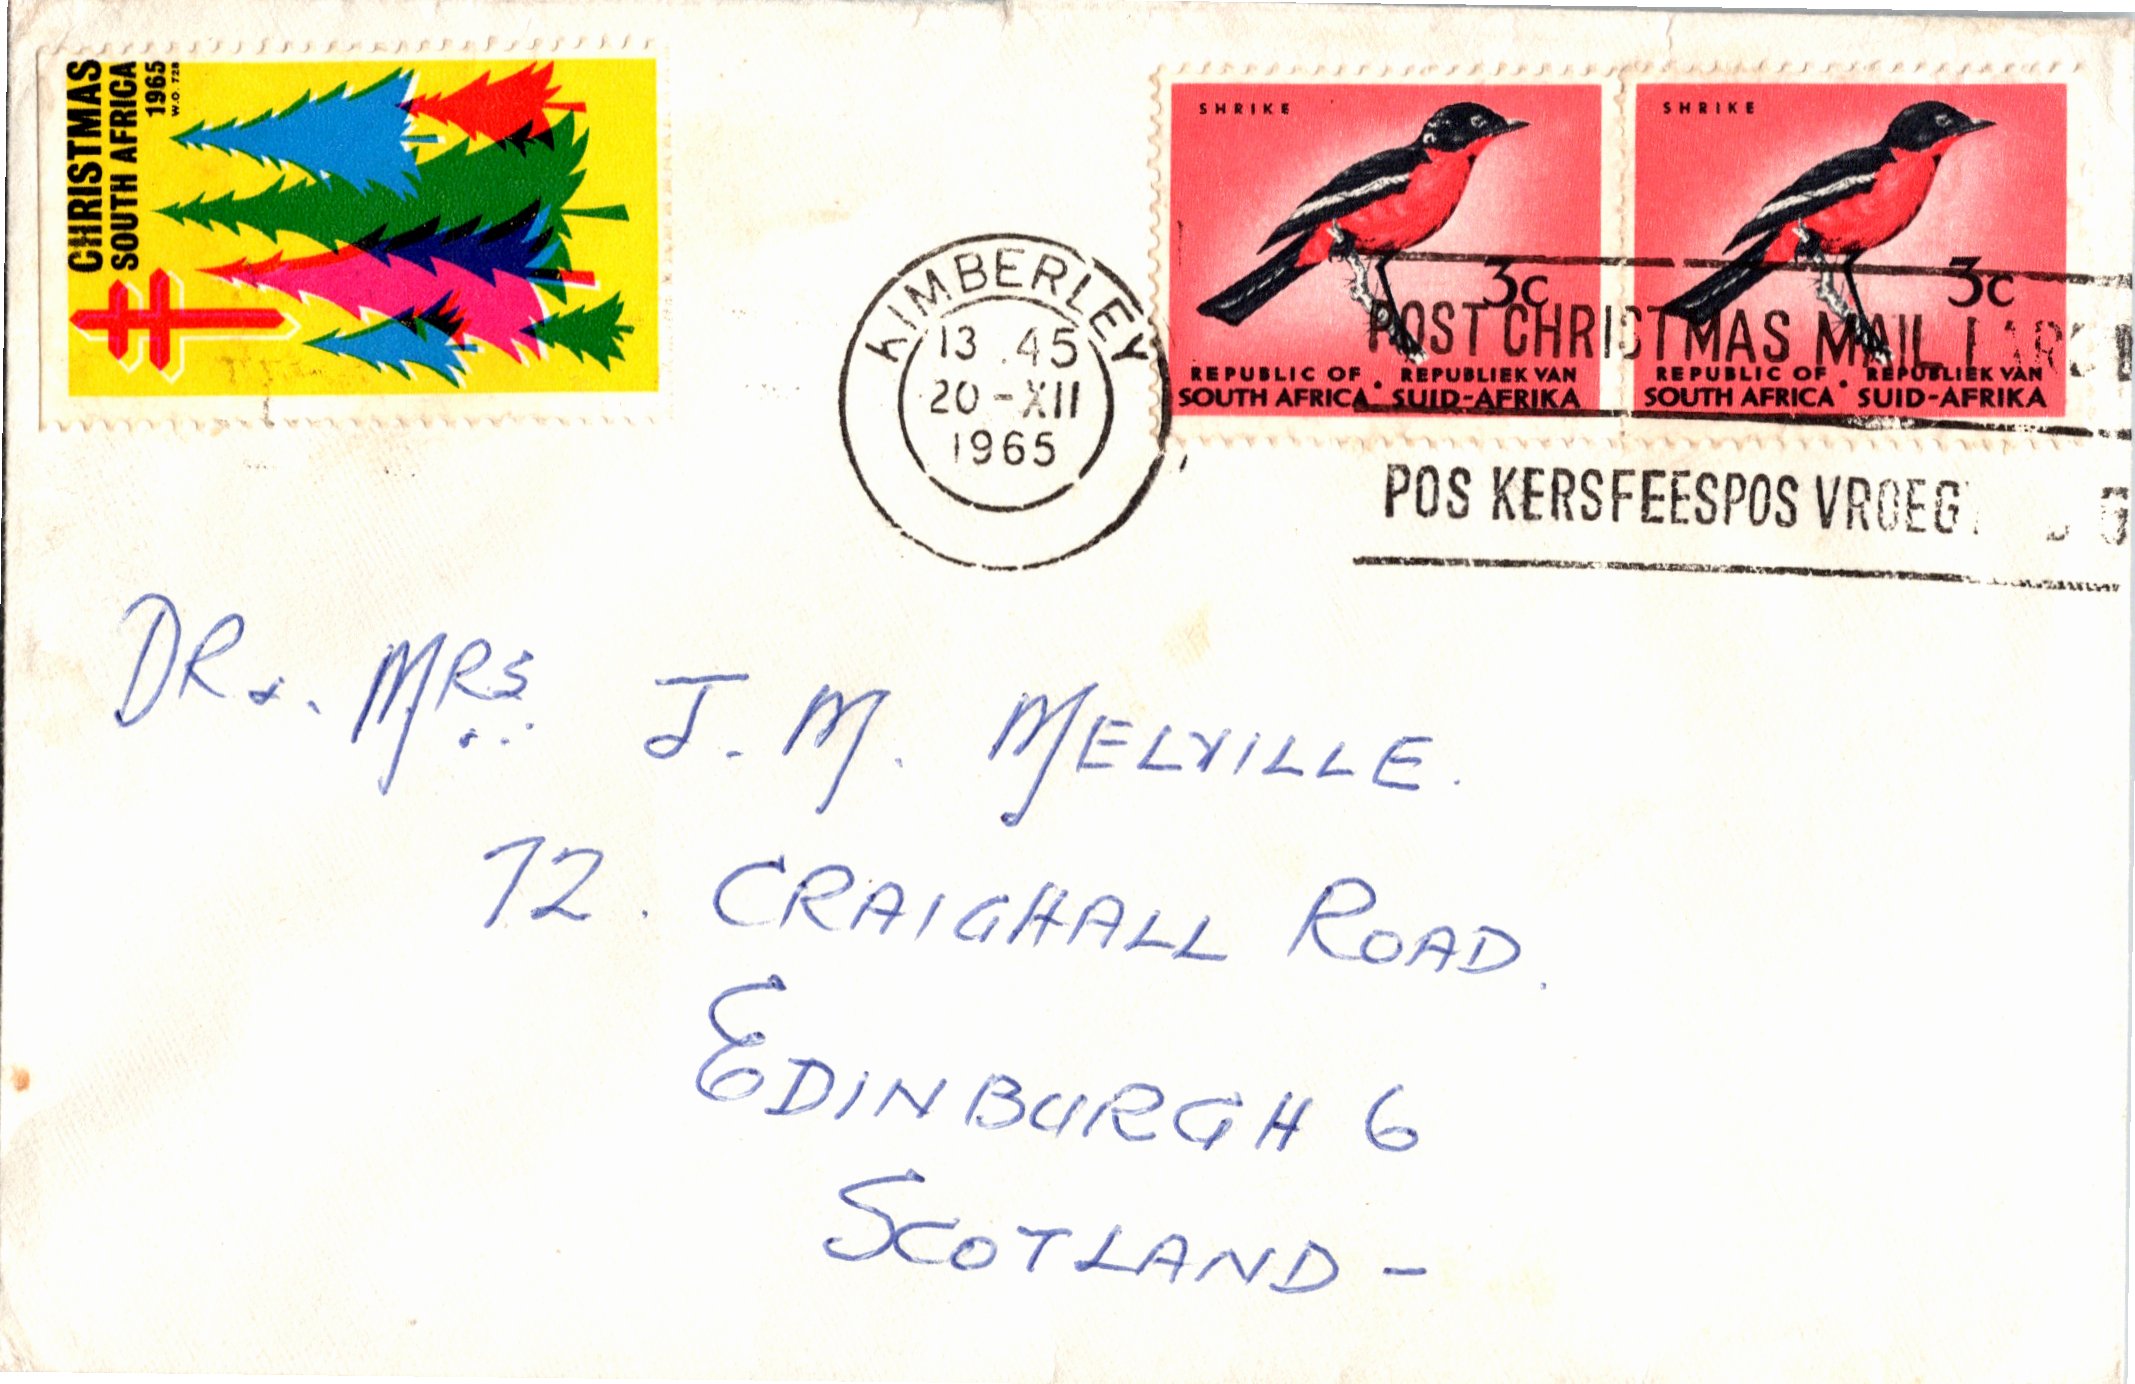 CHRISTMAS
SOUTH AFRICA
1965
W.O. 728
SHRIKE
3c
REPUBLIC OF · REPUBLIEK VAN
SOUTH AFRICA · SUID-AFRIKA
SHRIKE
3c
REPUBLIC OF · REPUBLIEK VAN
SOUTH AFRICA · SUID-AFRIKA
KIMBERLEY
13.45
20-XII
1965
POST CHRISTMAS MAIL
POS KERSFEESPOS
DR & MRS J. M. MELVILLE.
72. CRAIGHALL ROAD.
EDINBURGH 6
SCOTLAND -